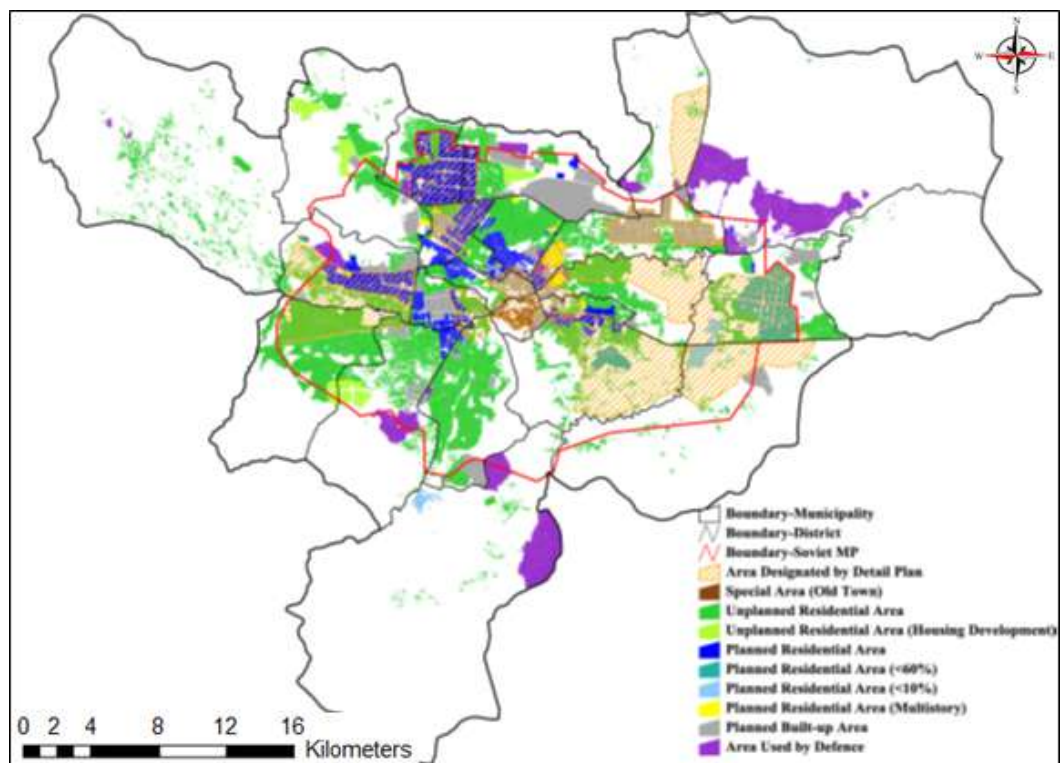 N
W E
S
Boundary-Municipality
Boundary-District
Boundary-Soviet MP
Area Designated by Detail Plan
Special Area (Old Town)
Unplanned Residential Area
Unplanned Residential Area (Housing Development)
Planned Residential Area
Planned Residential Area (<60%)
Planned Residential Area (<10%)
Planned Residential Area (Multistory)
Planned Built-up Area
Area Used by Defence
0 2 4 8 12 16
Kilometers